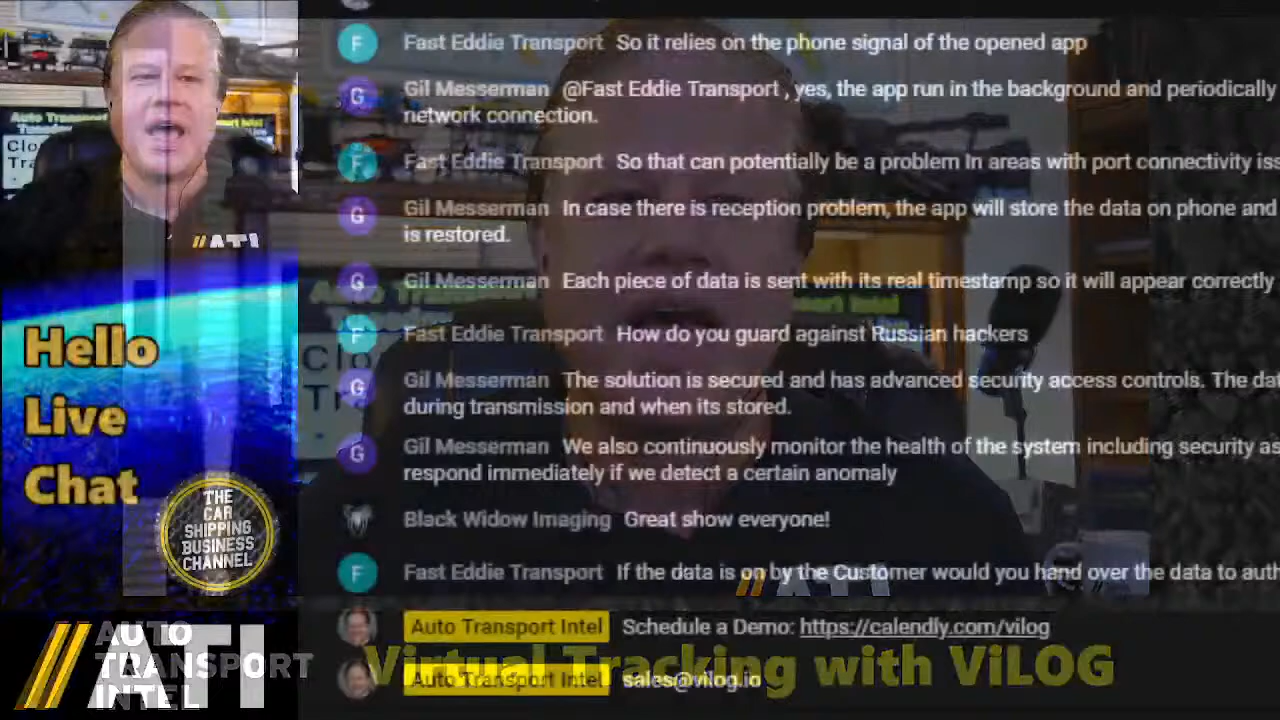 Fast Eddie Transport So it relies on the phone signal of the opened app
Gil Messerman @Fast Eddie Transport , yes, the app run in the background and periodically
network connection.
Fast Eddie Transport So that can potentially be a problem In areas with port connectivity iss
Gil Messerman In case there is reception problem, the app will store the data on phone and
is restored.
Gil Messerman Each piece of data is sent with its real timestamp so it will appear correctly
Fast Eddie Transport How do you guard against Russian hackers
Gil Messerman The solution is secured and has advanced security access controls. The dat
during transmission and when its stored.
Gil Messerman We also continuously monitor the health of the system including security as
respond immediately if we detect a certain anomaly
Black Widow Imaging Great show everyone!
Fast Eddie Transport If the data is on by the Customer would you hand over the data to auth
Auto Transport Intel Schedule a Demo: https://calendly.com/vilog
Auto Transport Intel sales@vilog.io
Virtual Tracking with ViLOG
Hello
Live
Chat
THE
CAR
SHIPPING
BUSINESS
CHANNEL
//ATI
//ATI
AUTO
TRANSPORT
INTEL